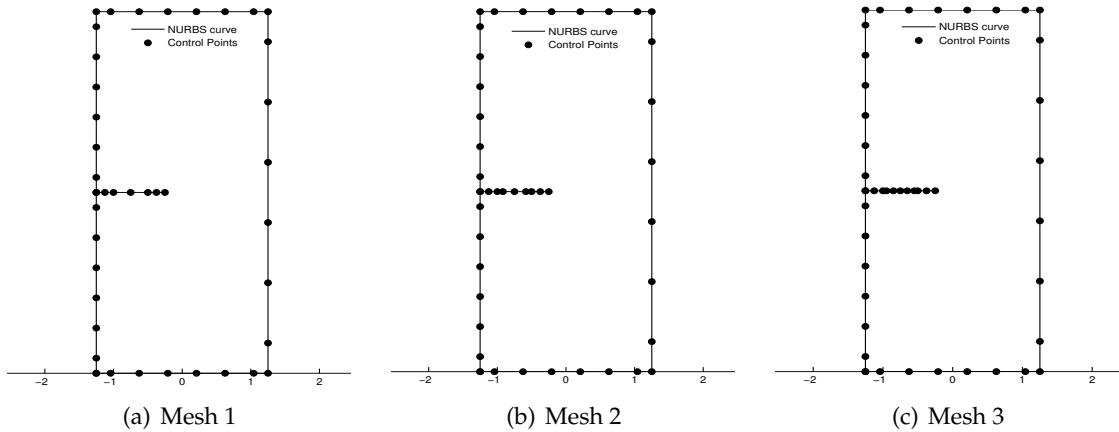 NURBS curve
Control Points
−2 −1 0 1 2
(a) Mesh 1
NURBS curve
Control Points
−2 −1 0 1 2
(b) Mesh 2
NURBS curve
Control Points
−2 −1 0 1 2
(c) Mesh 3